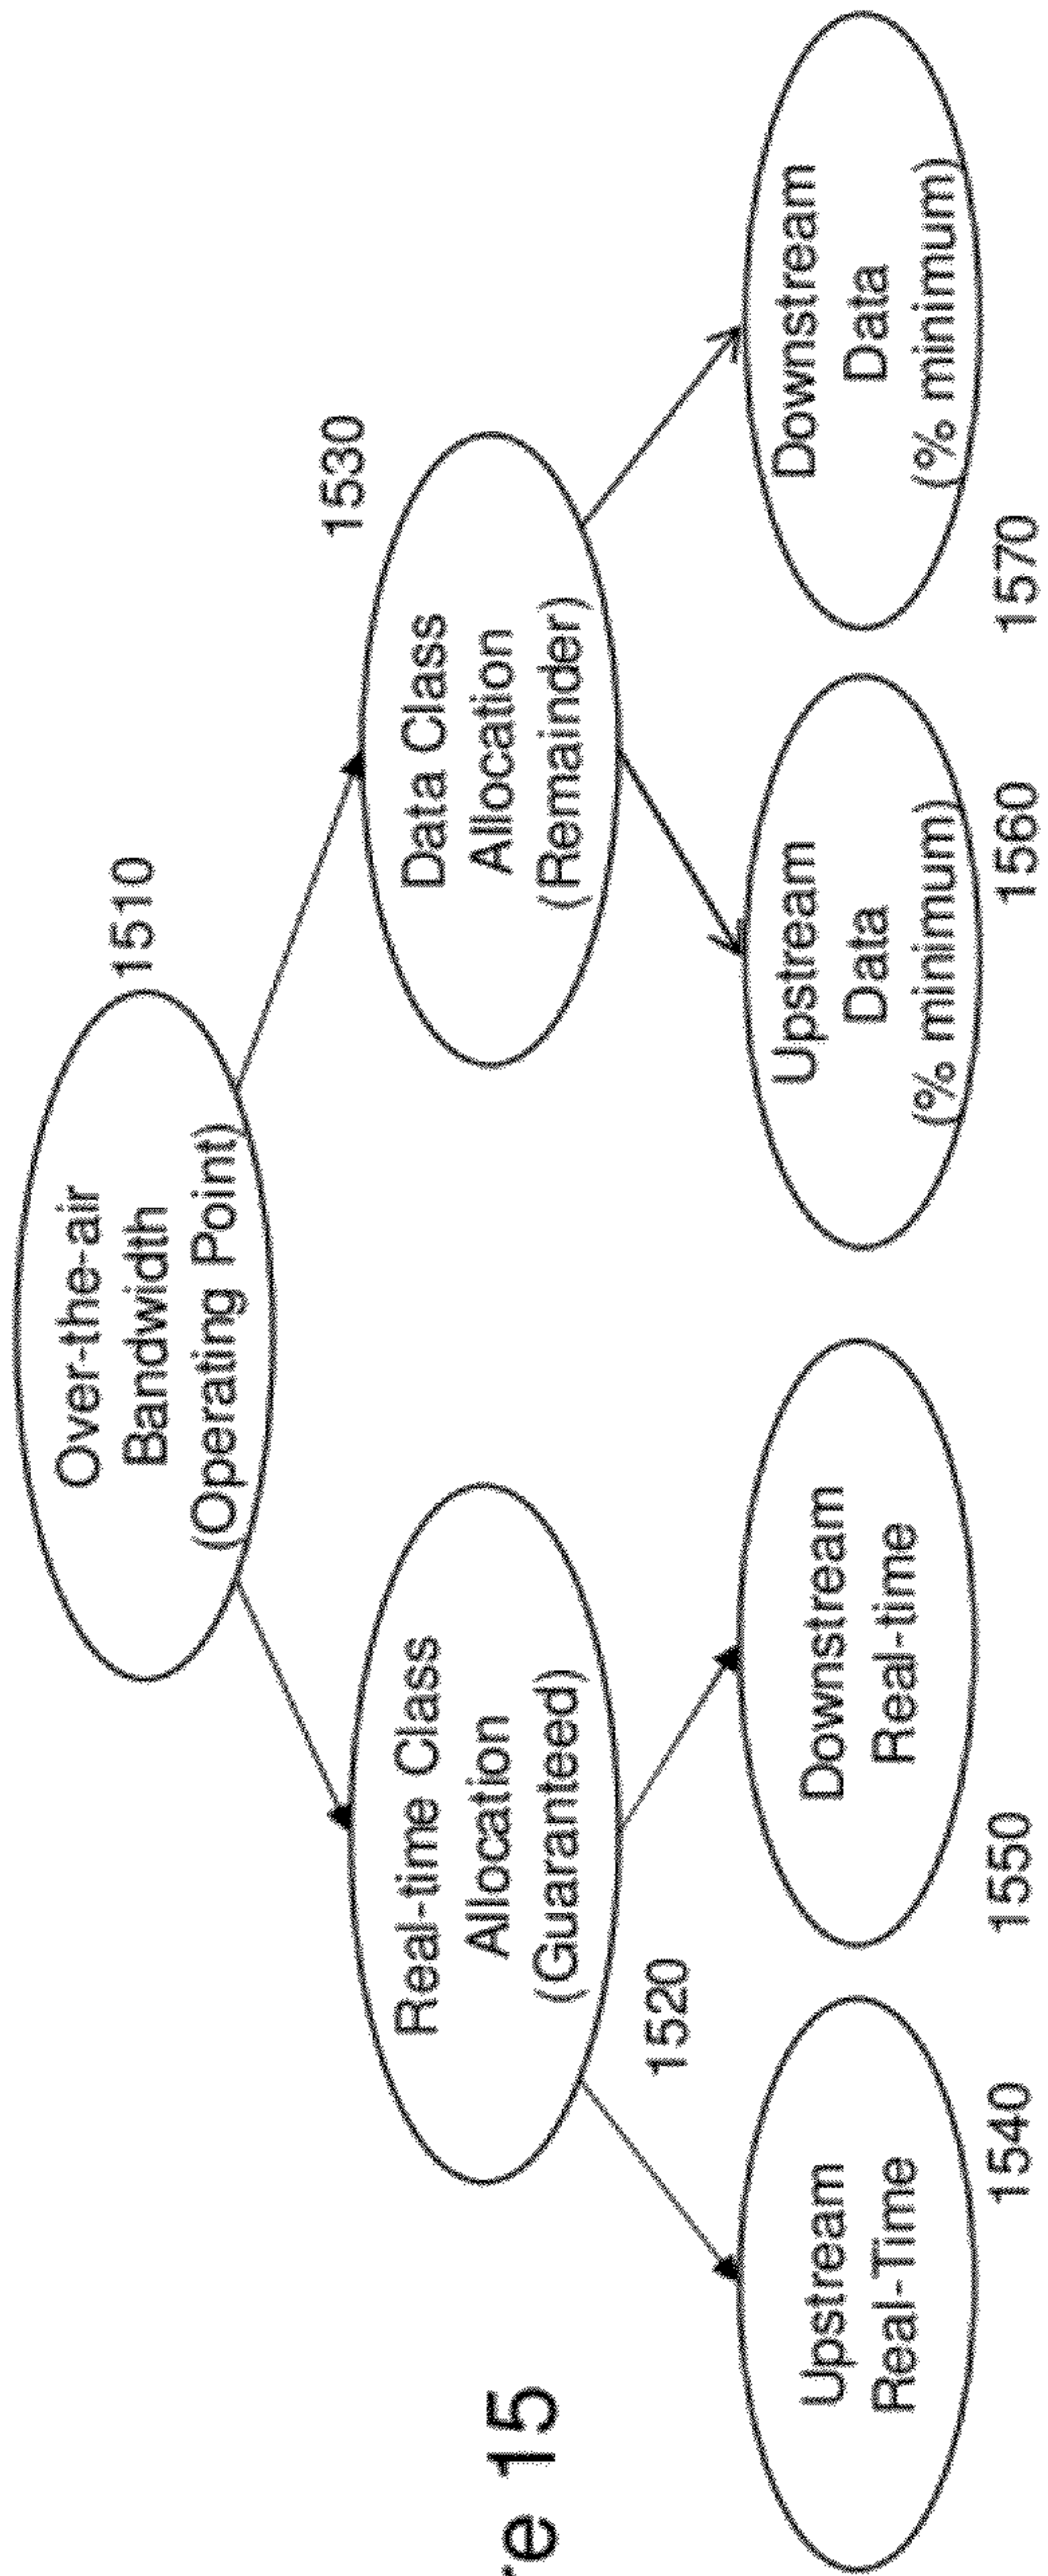 1510
Over-the-air
Bandwidth
(Operating Point)
1530
Real-time Class
Allocation
(Guaranteed)
1520
Data Class
Allocation
(Remainder)
re 15
Upstream
Real-Time
1540
Downstream
Real-time
1550
Upstream
Data
(% minimum)
1560
Downstream
Data
(% minimum)
1570